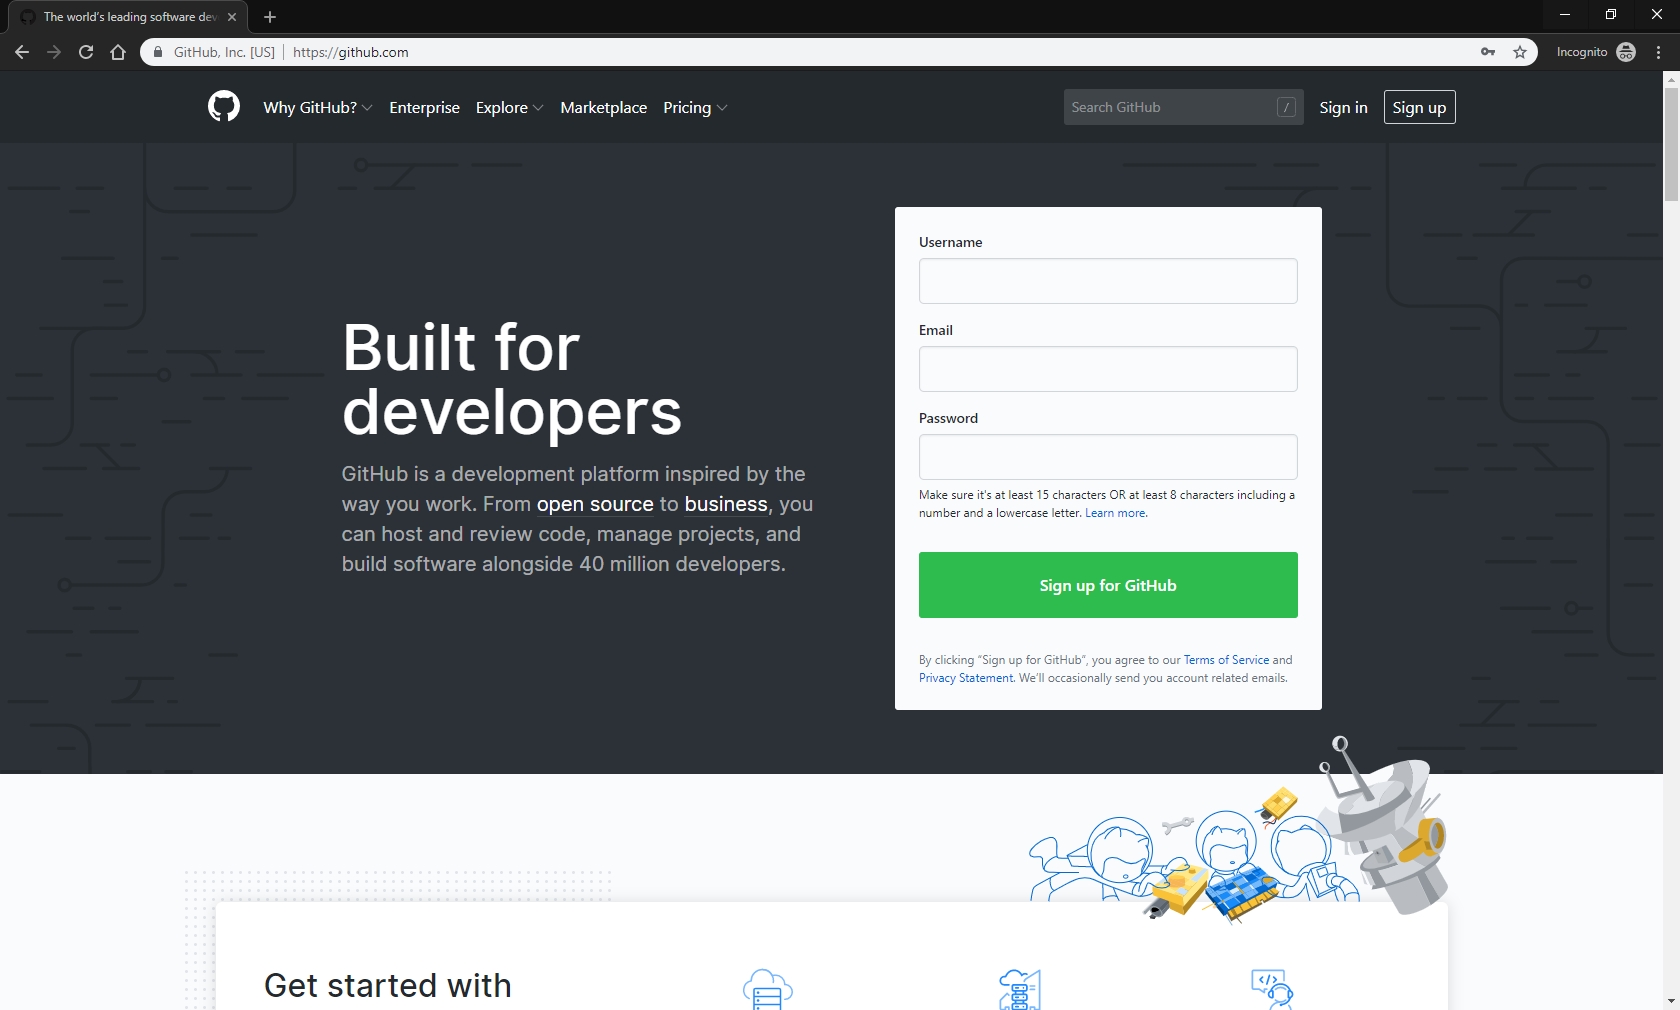 The world's leading software dev
GitHub, Inc. [US] | https://github.com
Incognito
Why GitHub?
Enterprise
Explore
Marketplace
Pricing
Search GitHub
/
Sign in
Sign up
Built for
developers
GitHub is a development platform inspired by the
way you work. From open source to business, you
can host and review code, manage projects, and
build software alongside 40 million developers.
Username
Email
Password
Make sure it's at least 15 characters OR at least 8 characters including a
number and a lowercase letter. Learn more.
Sign up for GitHub
By clicking “Sign up for GitHub”, you agree to our Terms of Service and
Privacy Statement. We’ll occasionally send you account related emails.
Get started with